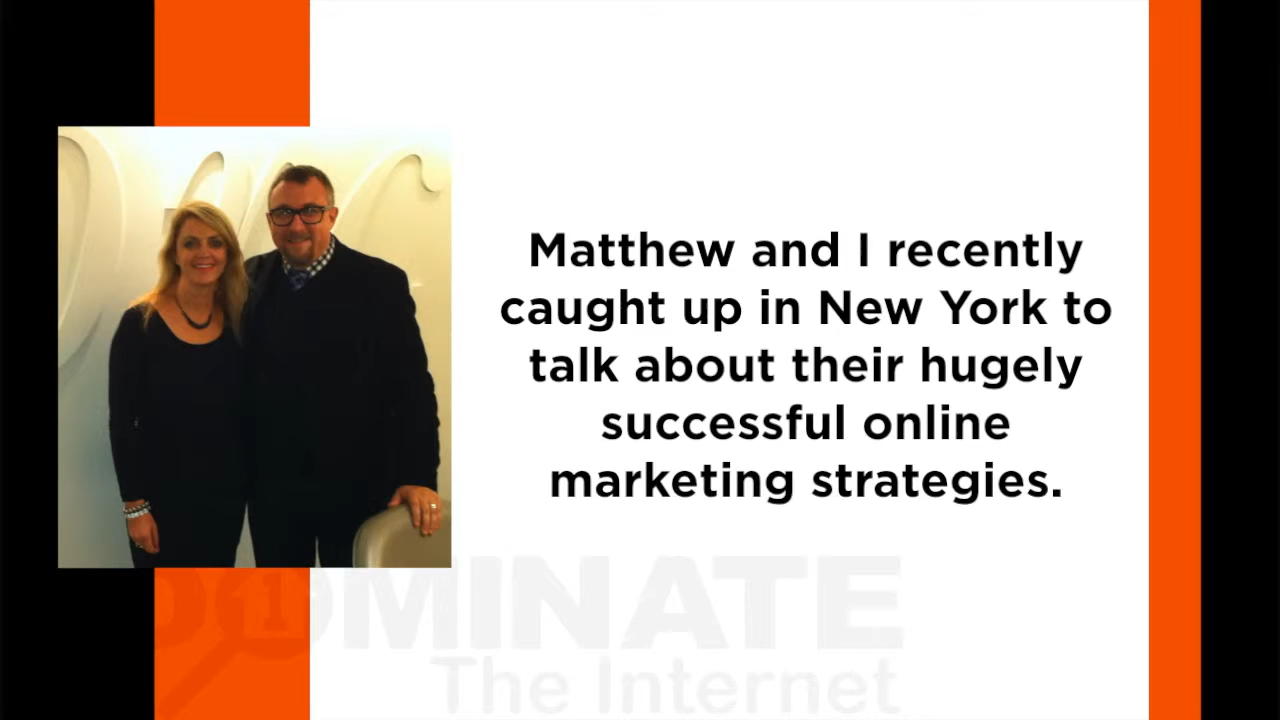 Matthew and I recently
caught up in New York to
talk about their hugely
successful online
marketing strategies.
DOMINATE
The Internet